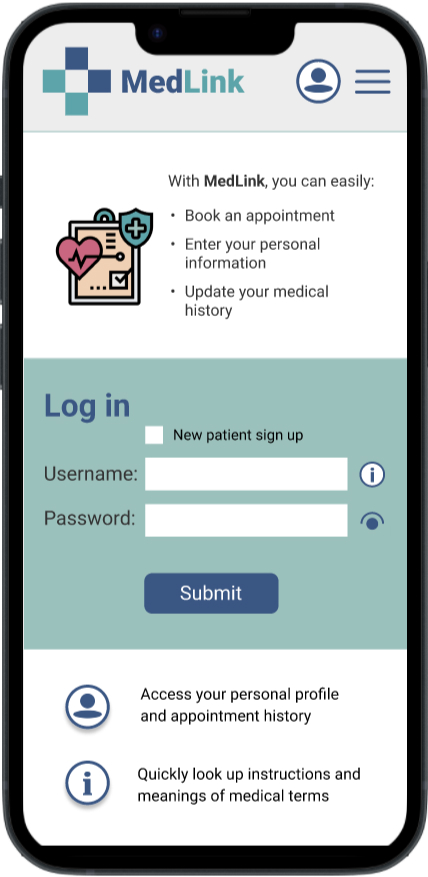 MedLink
With MedLink, you can easily:
• Book an appointment
• Enter your personal
information
• Update your medical
history
Log in
New patient sign up
Username:
Password:
Submit
Access your personal profile
and appointment history
Quickly look up instructions and
meanings of medical terms